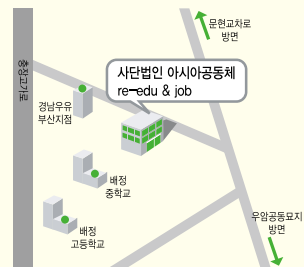 문현교차로
방면
충장고가로
사단법인 아시아공동체
re-edu & job
경남우유
부산지점
배정
중학교
배정
고등학교
우암공동묘지
방면